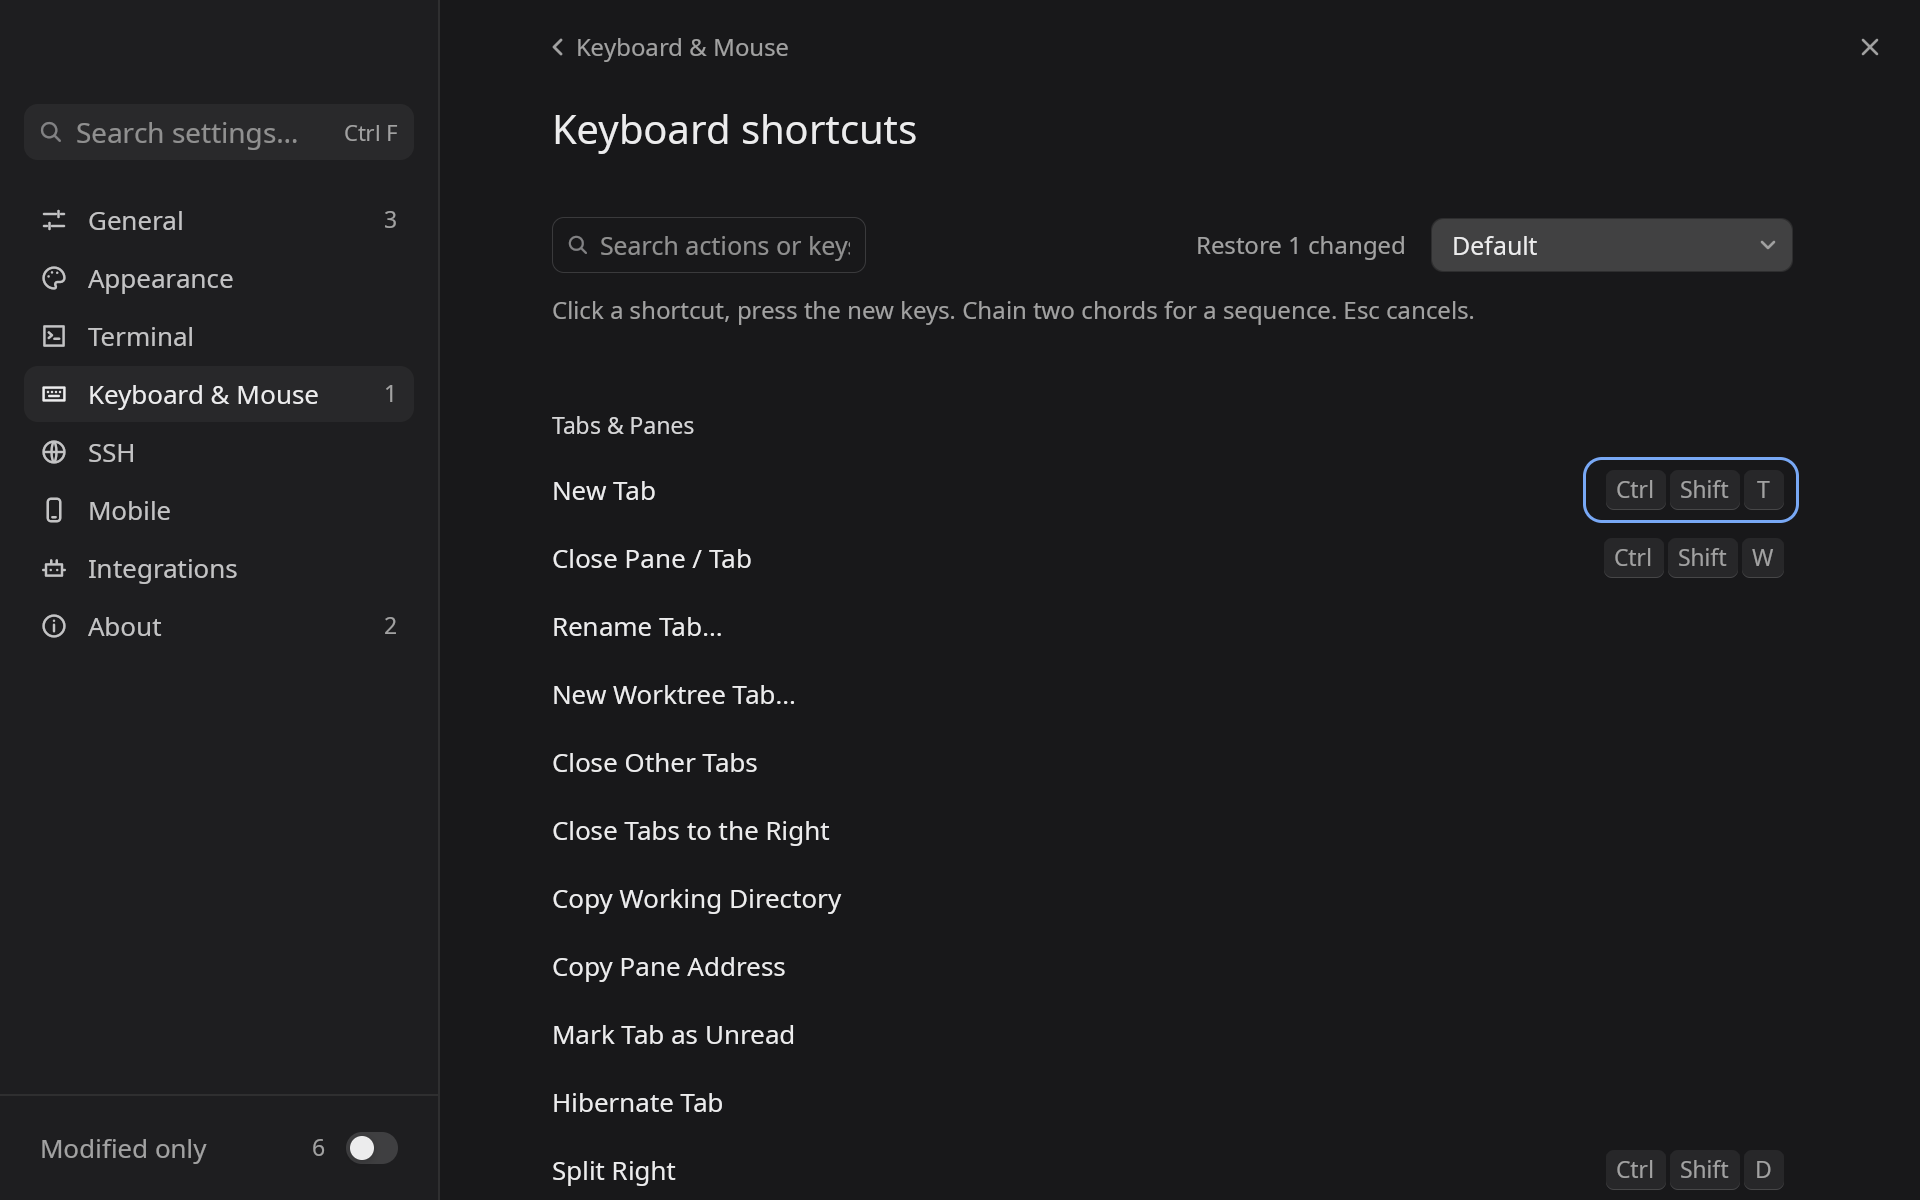 Search settings... Ctrl F
General 3
Appearance
Terminal
Keyboard & Mouse 1
SSH
Mobile
Integrations
About 2
Modified only 6
Keyboard & Mouse
Keyboard shortcuts
Search actions or keys
Restore 1 changed
Default
Click a shortcut, press the new keys. Chain two chords for a sequence. Esc cancels.
Tabs & Panes
New Tab Ctrl Shift T
Close Pane / Tab Ctrl Shift W
Rename Tab...
New Worktree Tab...
Close Other Tabs
Close Tabs to the Right
Copy Working Directory
Copy Pane Address
Mark Tab as Unread
Hibernate Tab
Split Right Ctrl Shift D